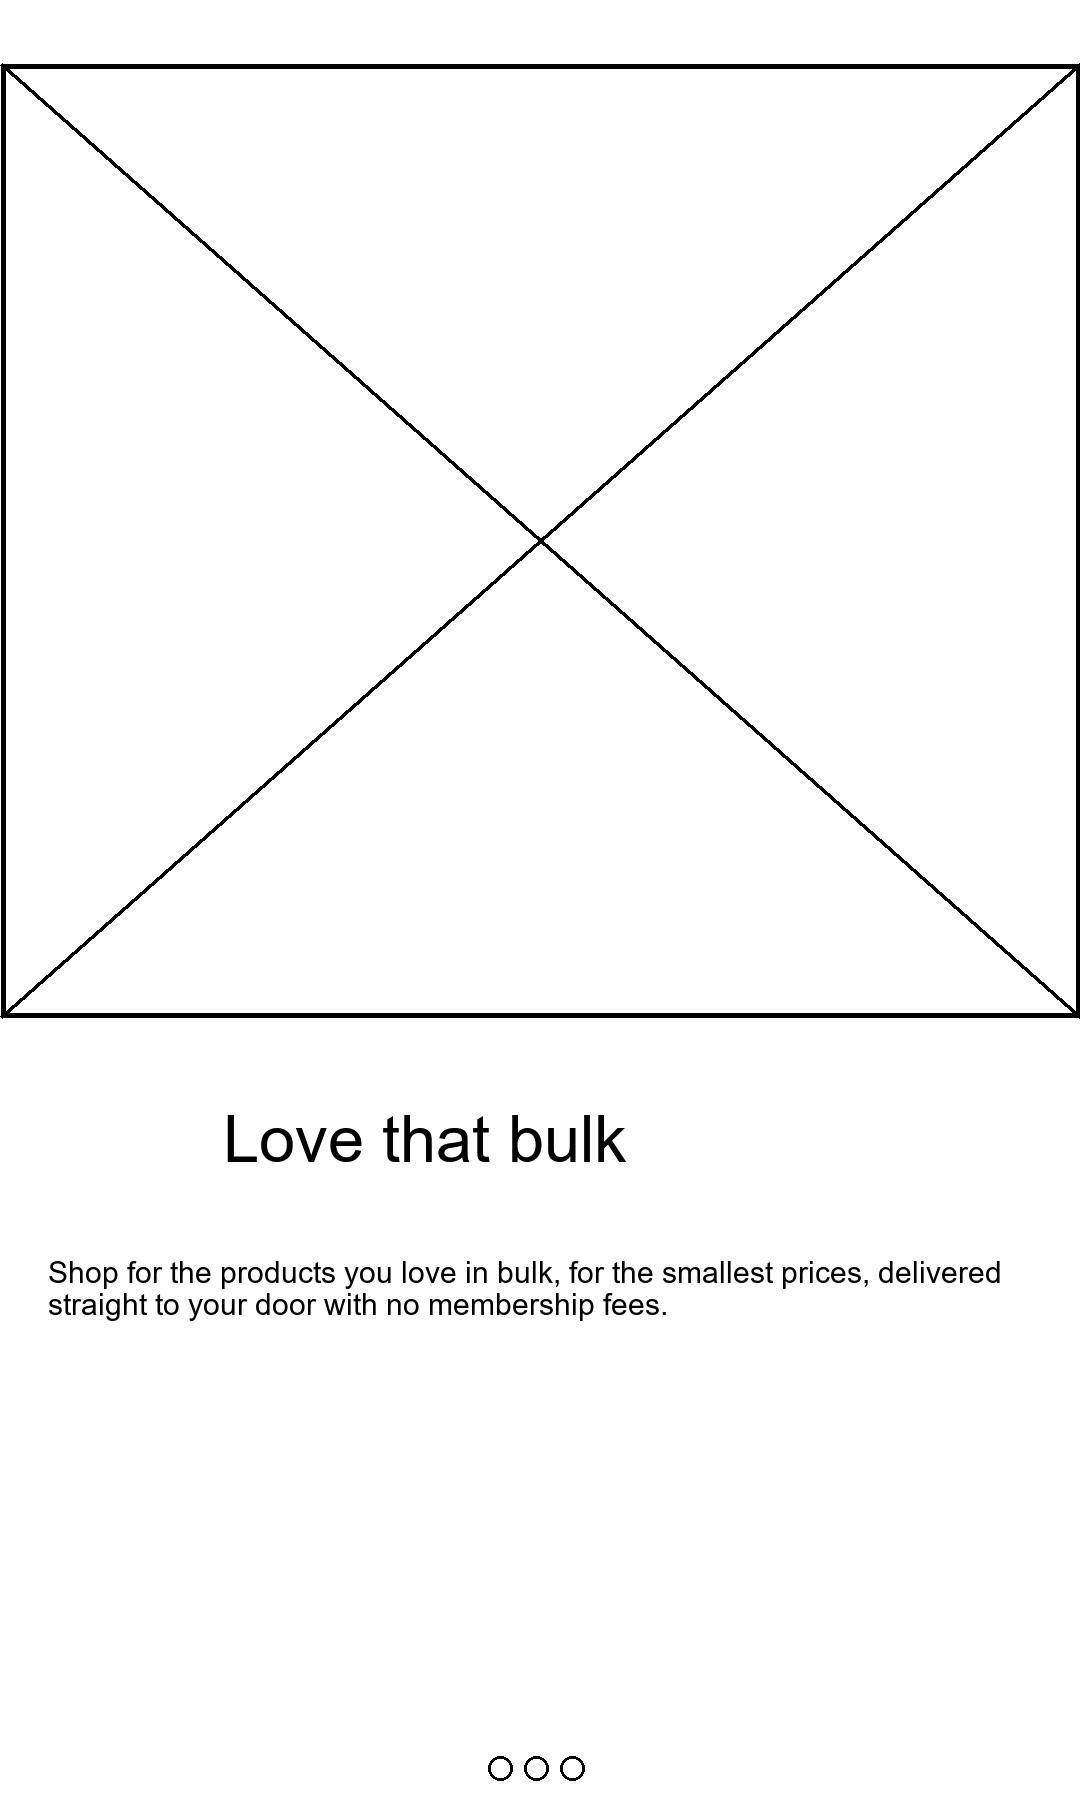 Love that bulk
Shop for the products you love in bulk, for the smallest prices, delivered
straight to your door with no membership fees.